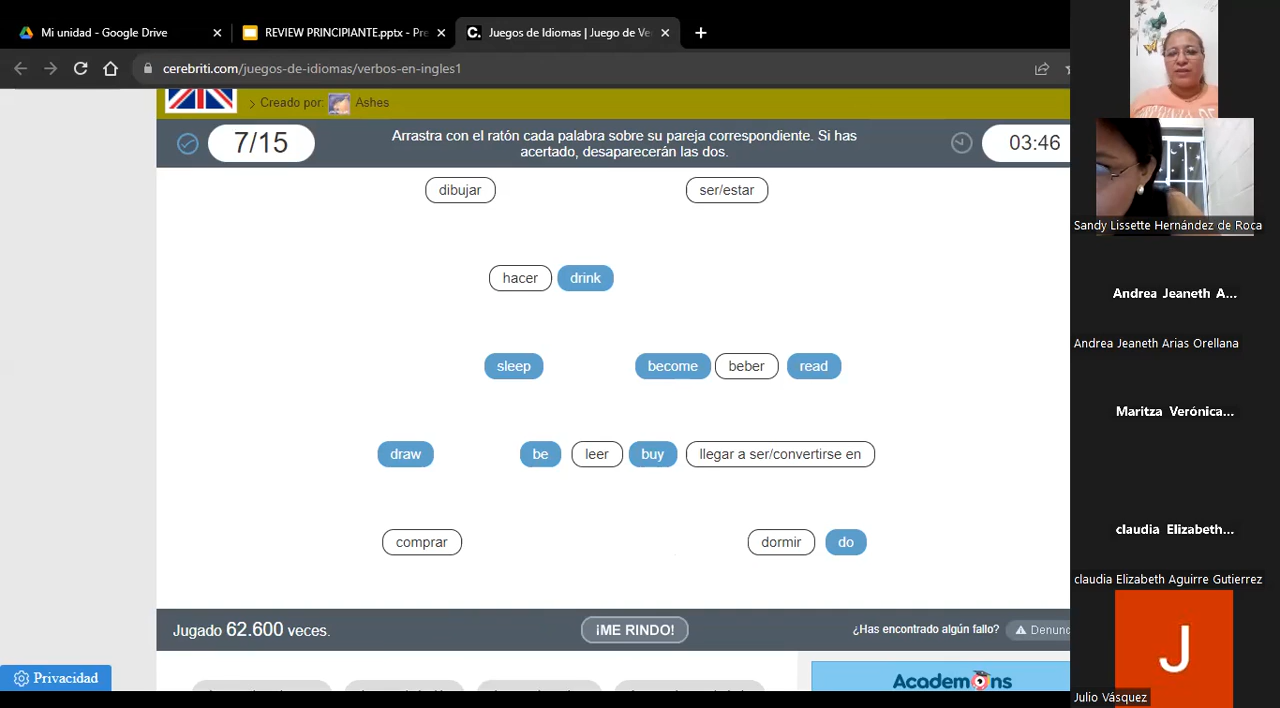 Mi unidad - Google Drive
REVIEW PRINCIPIANTE.pptx - Pre
C. Juegos de Idiomas | Juego de Ve
cerebriti.com/juegos-de-idiomas/verbos-en-ingles1
Creado por: Ashes
7/15
Arrastra con el ratón cada palabra sobre su pareja correspondiente. Si has
acertado, desaparecerán las dos.
03:46
dibujar
ser/estar
hacer
drink
sleep
become
beber
read
draw
be
leer
buy
llegar a ser/convertirse en
comprar
dormir
do
Jugado 62.600 veces.
¡ME RINDO!
¿Has encontrado algún fallo?
Denunc
Privacidad
Academons
Sandy Lissette Hernández de Roca
Andrea Jeaneth A...
Andrea Jeaneth Arias Orellana
Maritza Verónica...
claudia Elizabeth...
claudia Elizabeth Aguirre Gutierrez
J
Julio Vásquez